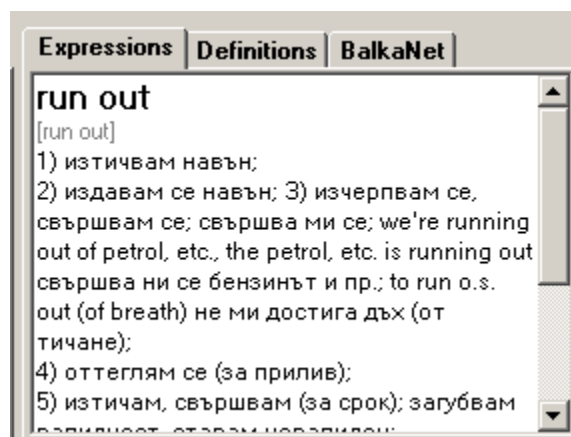 Expressions Definitions BalkaNet
run out
[run out]
1) изтичвам навън;
2) издавам се навън; 3) изчерпвам се,
свършвам се; свършва ми се; we're running
out of petrol, etc., the petrol, etc. is running out
свършва ни се бензинът и пр.; to run o.s.
out (of breath) не ми достига дъх (от
тичане);
4) оттеглям се (за прилив);
5) изтичам, свършвам (за срок); загубвам